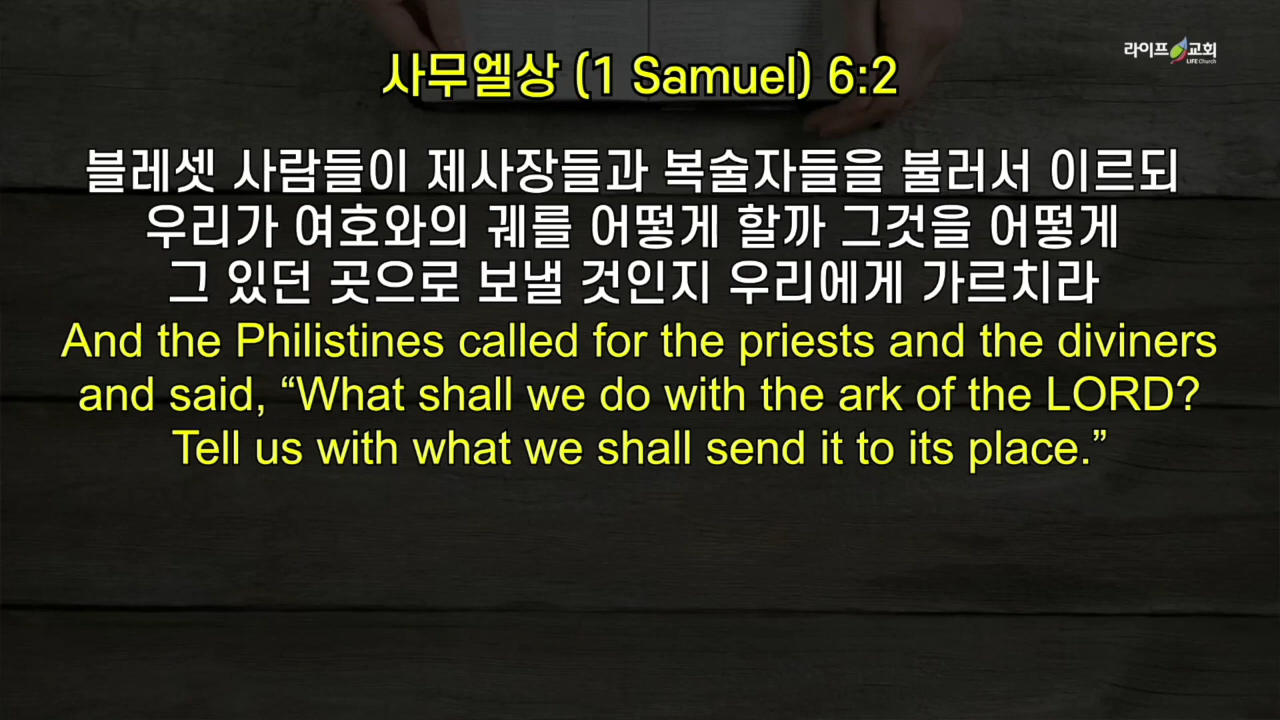 라이프 교회
LIFE Church
사무엘상 (1 Samuel) 6:2
블레셋 사람들이 제사장들과 복술자들을 불러서 이르되
우리가 여호와의 궤를 어떻게 할까 그것을 어떻게
그 있던 곳으로 보낼 것인지 우리에게 가르치라
And the Philistines called for the priests and the diviners
and said, “What shall we do with the ark of the LORD?
Tell us with what we shall send it to its place.”